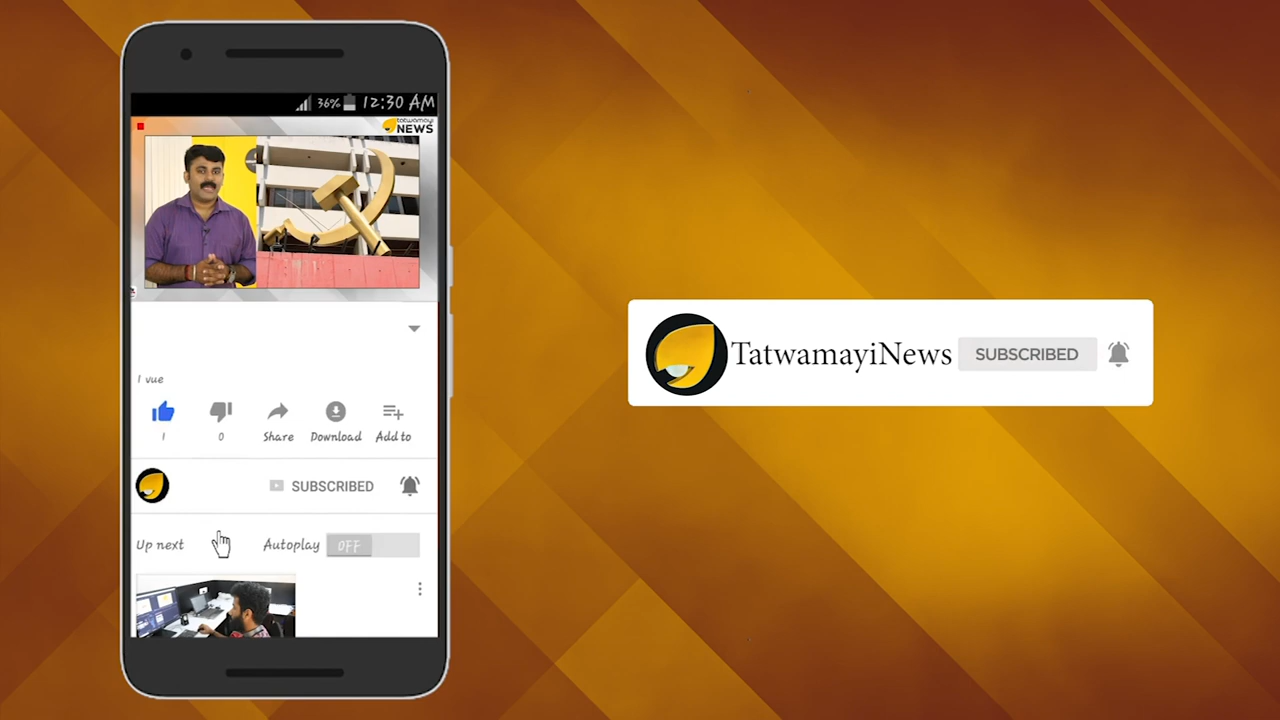 36% 12:30 AM
tatwamayi
NEWS
1 vue
1 0 Share Download Add to
SUBSCRIBED
Up next Autoplay OFF
TatwamayiNews SUBSCRIBED